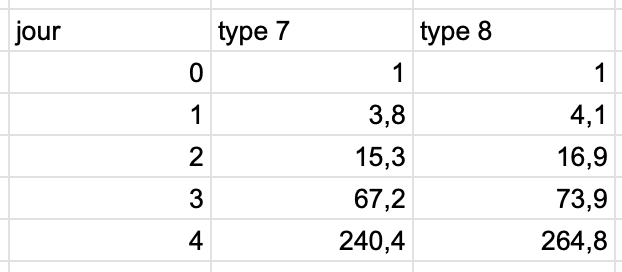 jour type 7 type 8
0 1 1
1 3,8 4,1
2 15,3 16,9
3 67,2 73,9
4 240,4 264,8